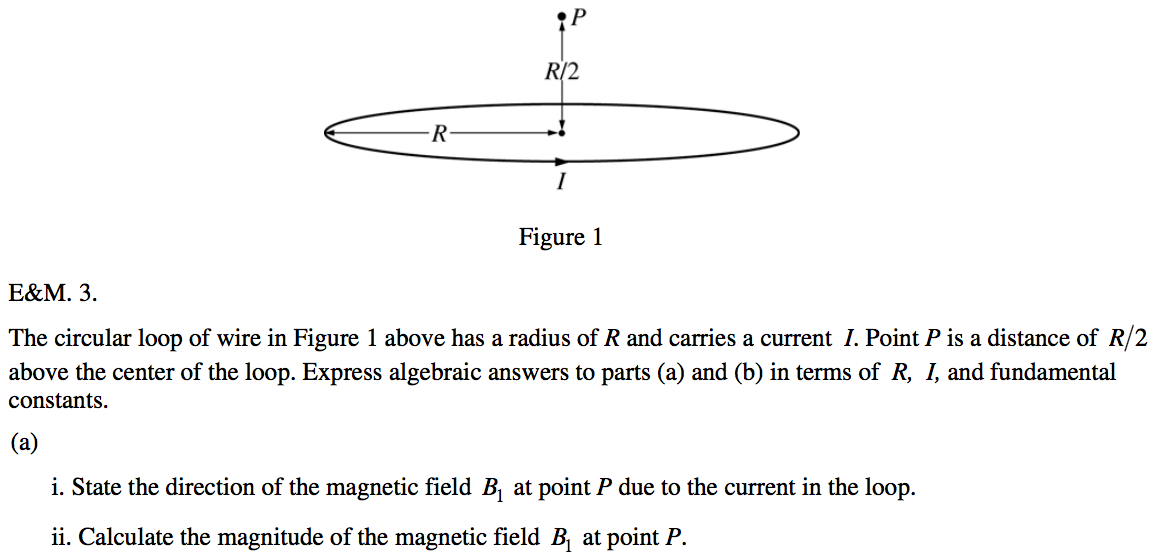 P
R/2
R
I
Figure 1
E&M. 3.
The circular loop of wire in Figure 1 above has a radius of R and carries a current I. Point P is a distance of R/2
above the center of the loop. Express algebraic answers to parts (a) and (b) in terms of R, I, and fundamental
constants.
(a)
i. State the direction of the magnetic field B₁ at point P due to the current in the loop.
ii. Calculate the magnitude of the magnetic field B₁ at point P.